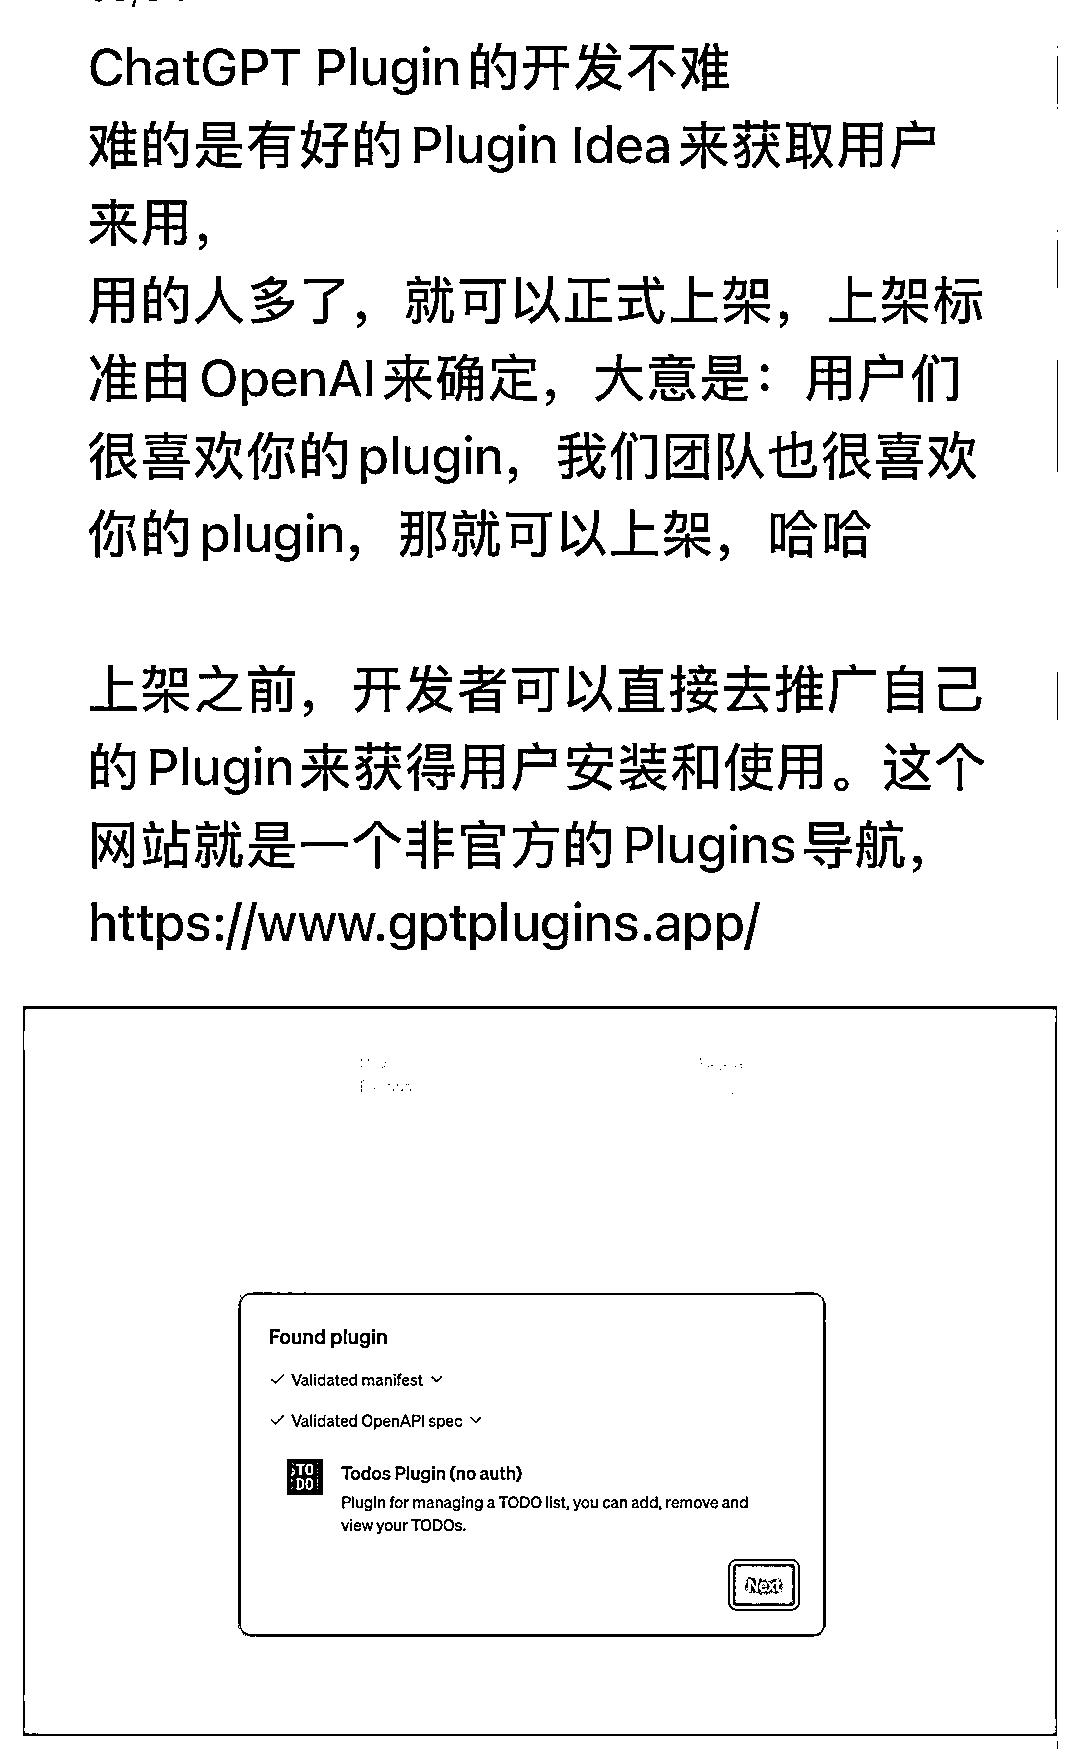 ChatGPT Plugin的开发不难
难的是有好的Plugin Idea来获取用户
来用，
用的人多了，就可以正式上架，上架标
准由OpenAI来确定，大意是：用户们
很喜欢你的plugin，我们团队也很喜欢
你的plugin，那就可以上架，哈哈
上架之前，开发者可以直接去推广自己
的Plugin来获得用户安装和使用。这个
网站就是一个非官方的Plugins导航，
https://www.gptplugins.app/
Found plugin
Validated manifest
Validated OpenAPI spec
TO
DO
Todos Plugin (no auth)
Plugin for managing a TODO list, you can add, remove and
view your TODOs.
Next